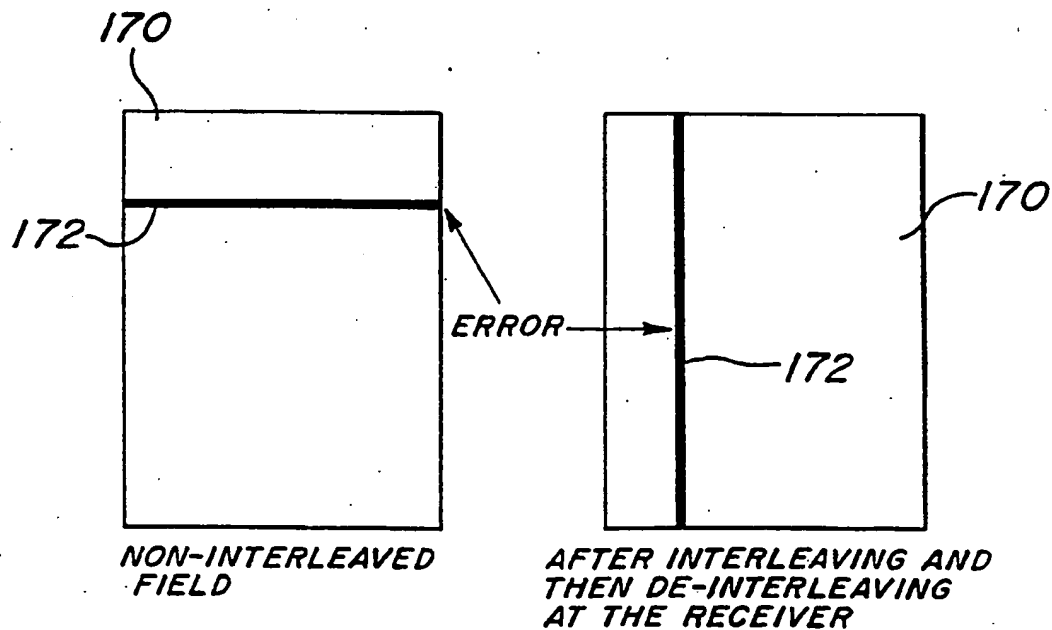 170
172
ERROR
170
172
NON-INTERLEAVED
FIELD
AFTER INTERLEAVING AND
THEN DE-INTERLEAVING
AT THE RECEIVER